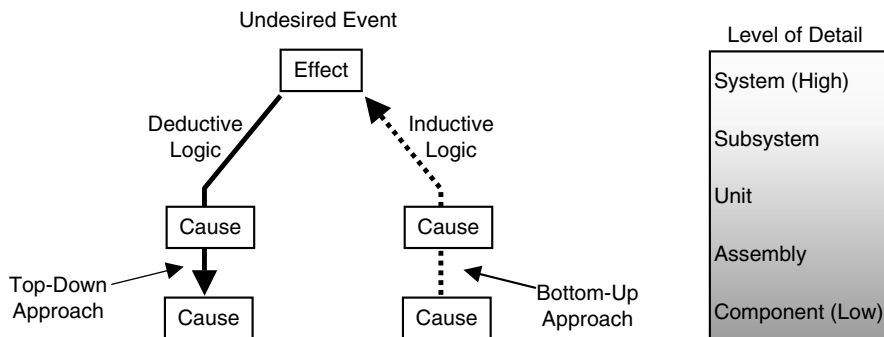 Undesired Event
Effect
Deductive
Logic
Inductive
Logic
Cause
Cause
Top-Down
Approach
Bottom-Up
Approach
Cause
Cause
Level of Detail
System (High)
Subsystem
Unit
Assembly
Component (Low)